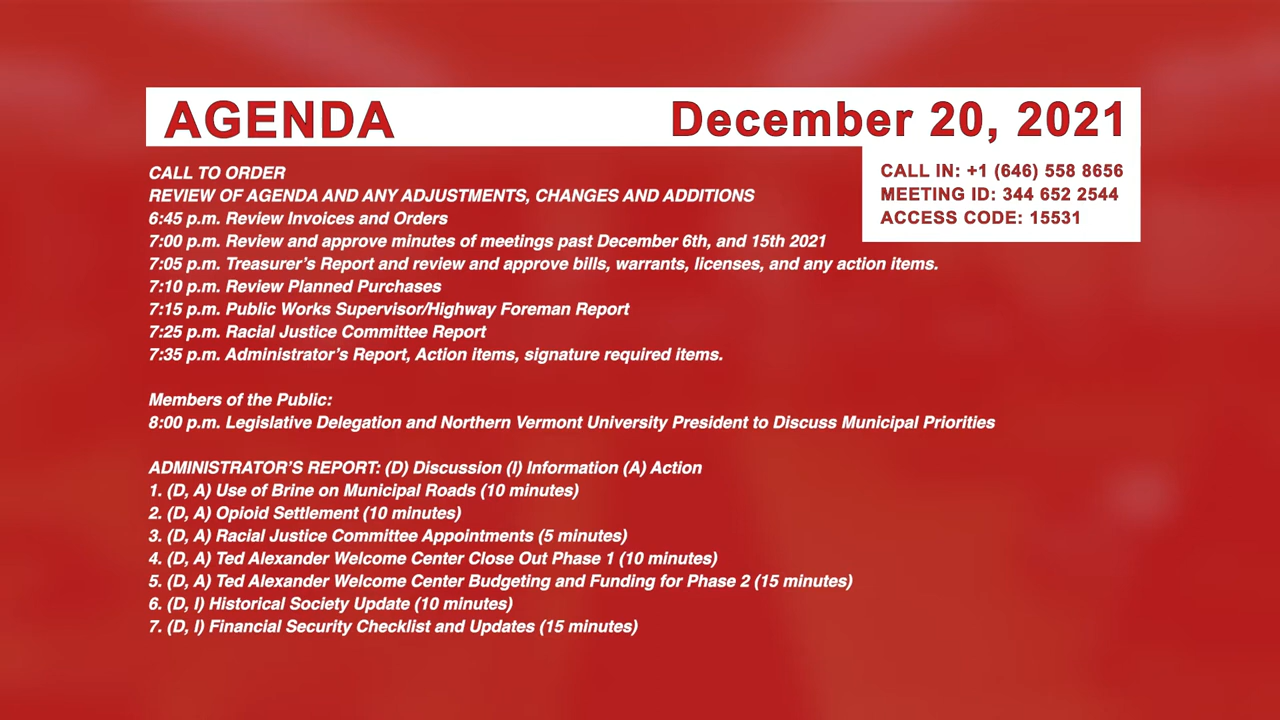 AGENDA
December 20, 2021
CALL IN: +1 (646) 558 8656
MEETING ID: 344 652 2544
ACCESS CODE: 15531
CALL TO ORDER
REVIEW OF AGENDA AND ANY ADJUSTMENTS, CHANGES AND ADDITIONS
6:45 p.m. Review Invoices and Orders
7:00 p.m. Review and approve minutes of meetings past December 6th, and 15th 2021
7:05 p.m. Treasurer's Report and review and approve bills, warrants, licenses, and any action items.
7:10 p.m. Review Planned Purchases
7:15 p.m. Public Works Supervisor/Highway Foreman Report
7:25 p.m. Racial Justice Committee Report
7:35 p.m. Administrator's Report, Action items, signature required items.
Members of the Public:
8:00 p.m. Legislative Delegation and Northern Vermont University President to Discuss Municipal Priorities
ADMINISTRATOR'S REPORT: (D) Discussion (I) Information (A) Action
1. (D, A) Use of Brine on Municipal Roads (10 minutes)
2. (D, A) Opioid Settlement (10 minutes)
3. (D, A) Racial Justice Committee Appointments (5 minutes)
4. (D, A) Ted Alexander Welcome Center Close Out Phase 1 (10 minutes)
5. (D, A) Ted Alexander Welcome Center Budgeting and Funding for Phase 2 (15 minutes)
6. (D, I) Historical Society Update (10 minutes)
7. (D, I) Financial Security Checklist and Updates (15 minutes)